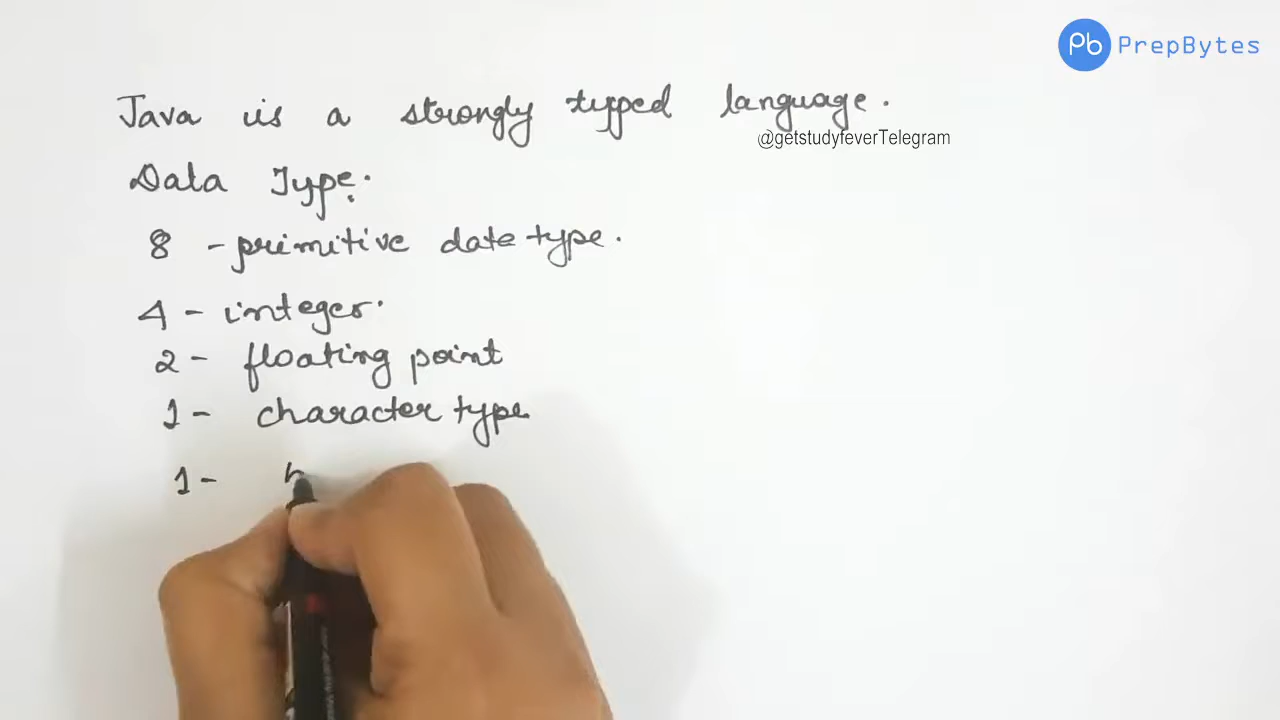 Pb PrepBytes
Java is a strongly typed language.
@getstudyfeverTelegram
Data Type.
8 - primitive date type.
4 - integer.
2 - floating point
1 - character type
1 -